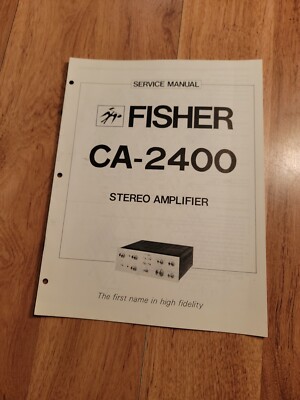 SERVICE MANUAL
FISHER
CA-2400
STEREO AMPLIFIER
The first name in high fidelity